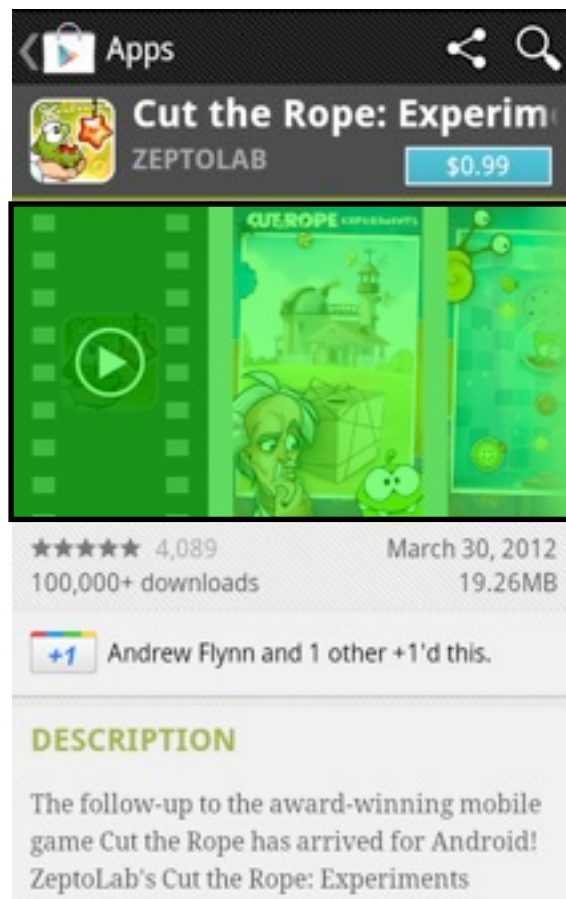 Apps
Cut the Rope: Experim
ZEPTOLAB
$0.99
CUT THE ROPE EXPERIMENTS
★★★★★ 4,089
March 30, 2012
100,000+ downloads
19.26MB
+1 Andrew Flynn and 1 other +1'd this.
DESCRIPTION
The follow-up to the award-winning mobile
game Cut the Rope has arrived for Android!
ZeptoLab's Cut the Rope: Experiments